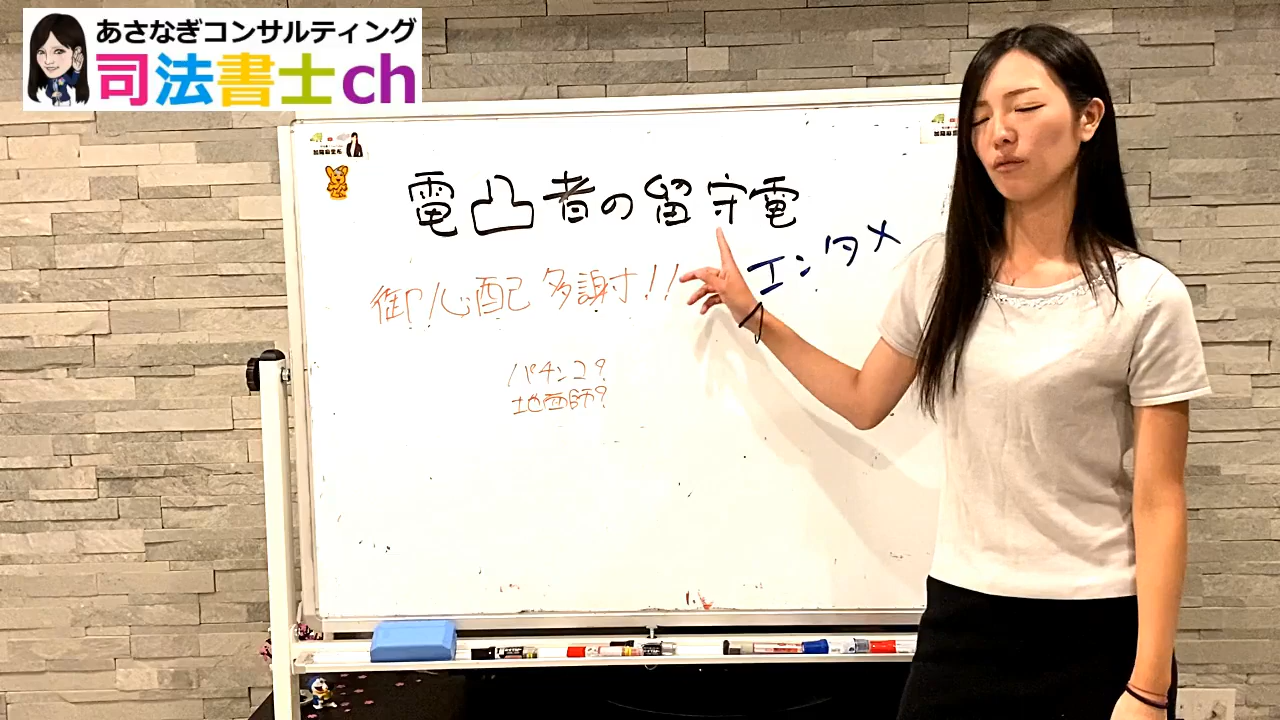 あさなぎコンサルティング
司法書士ch
電凸者の留守電
エンタメ
御心配多謝!!
パチンコ?
地面師?